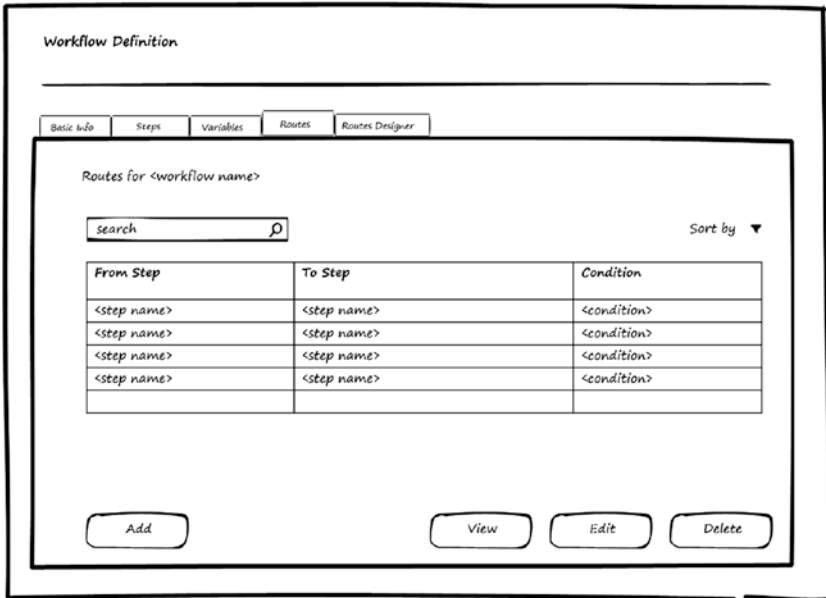 Workflow Definition
Basic Info Steps Variables Routes Routes Designer
Routes for <workflow name>
search Sort by
From Step To Step Condition
<step name> <step name> <condition>
<step name> <step name> <condition>
<step name> <step name> <condition>
<step name> <step name> <condition>
Add View Edit Delete